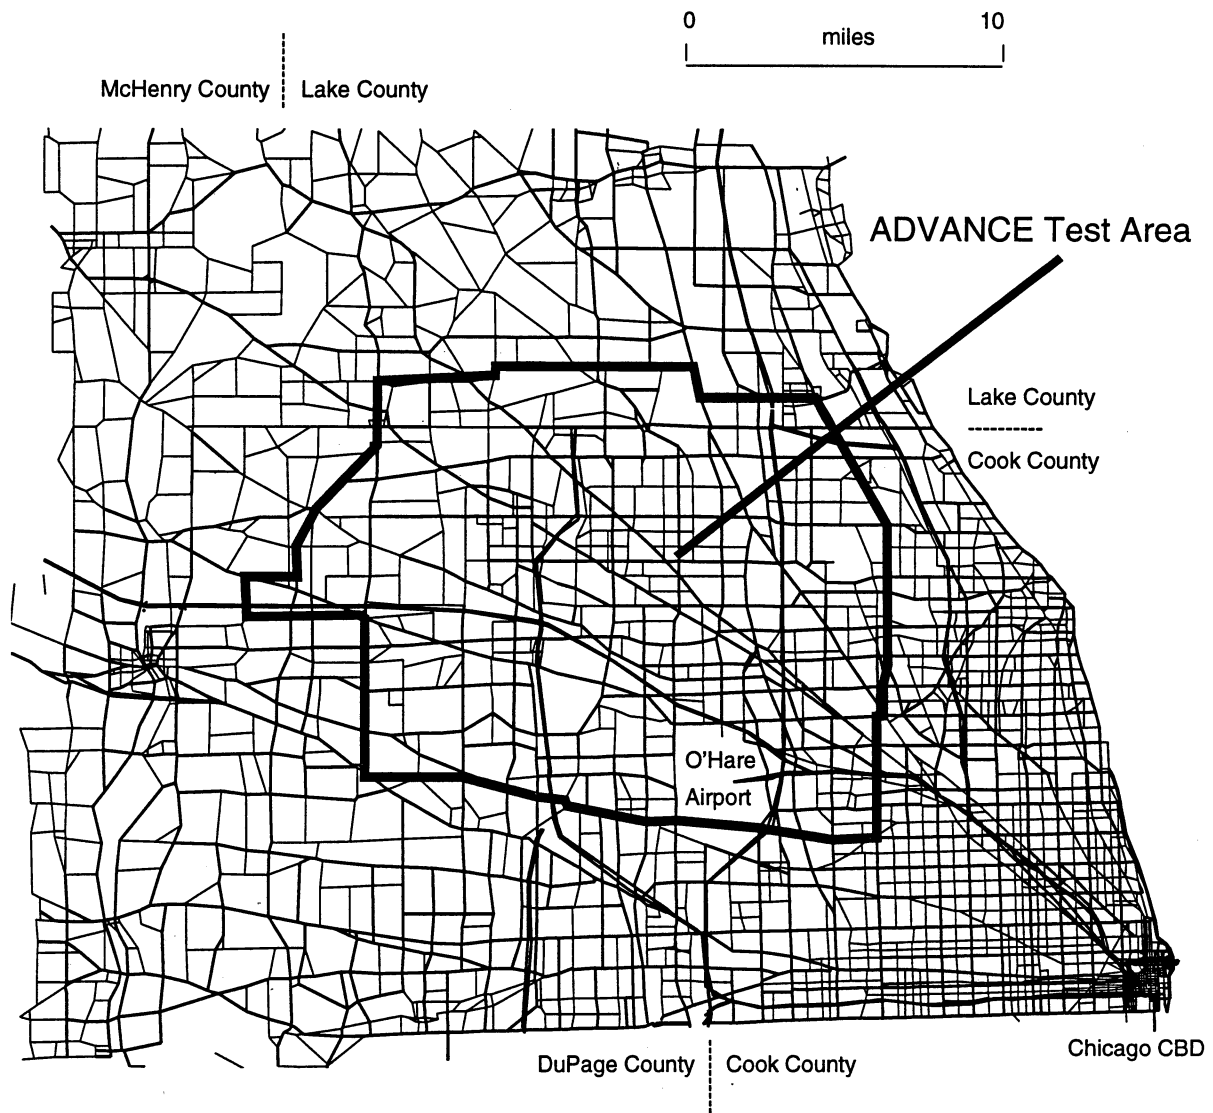 0 10
miles
McHenry County Lake County
ADVANCE Test Area
Lake County
Cook County
O'Hare
Airport
Chicago CBD
DuPage County Cook County